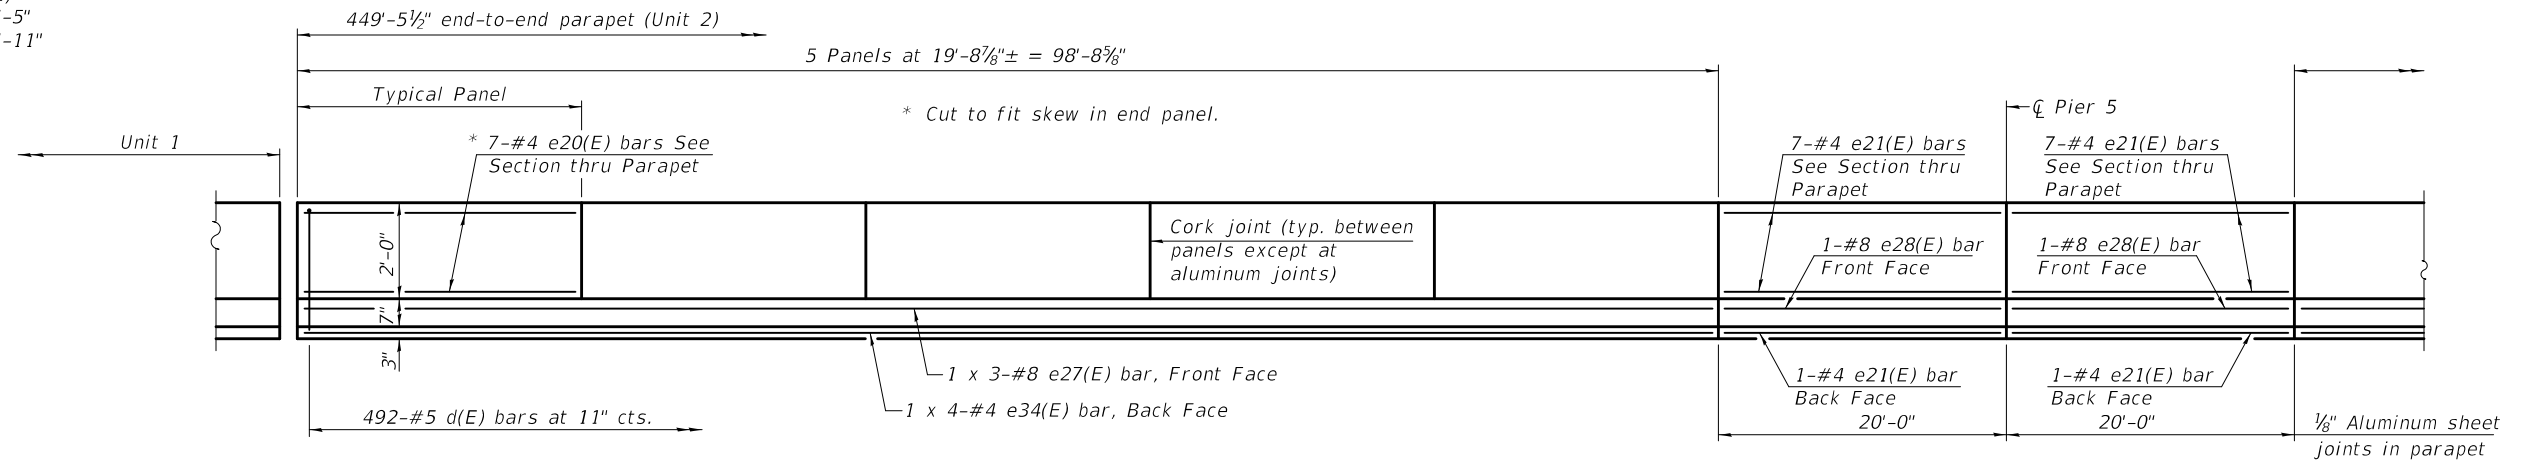 -5"
-11"
449'-5½" end-to-end parapet (Unit 2)
5 Panels at 19'-8⅞"± = 98'-8⅝"
Typical Panel
* Cut to fit skew in end panel.
℄ Pier 5
Unit 1
* 7-#4 e20(E) bars See
Section thru Parapet
7-#4 e21(E) bars
See Section thru
Parapet
7-#4 e21(E) bars
See Section thru
Parapet
2'-0"
7"
3"
Cork joint (typ. between
panels except at
aluminum joints)
1-#8 e28(E) bar
Front Face
1-#8 e28(E) bar
Front Face
1 x 3-#8 e27(E) bar, Front Face
1 x 4-#4 e34(E) bar, Back Face
492-#5 d(E) bars at 11" cts.
1-#4 e21(E) bar
Back Face
1-#4 e21(E) bar
Back Face
20'-0"
20'-0"
⅛" Aluminum sheet
joints in parapet